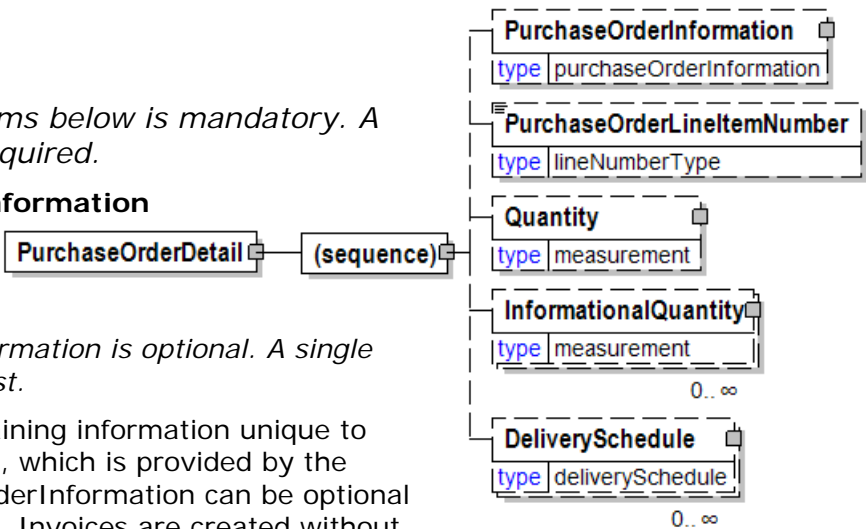 ms below is mandatory. A
quired.
nformation
PurchaseOrderDetail
(sequence)
PurchaseOrderInformation
type purchaseOrderInformation
PurchaseOrderLineItemNumber
type lineNumberType
Quantity
type measurement
InformationalQuantity
type measurement
0.. ∞
DeliverySchedule
type deliverySchedule
0.. ∞
rmation is optional. A single
st.
ining information unique to
, which is provided by the
derInformation can be optional
. Invoices are created without